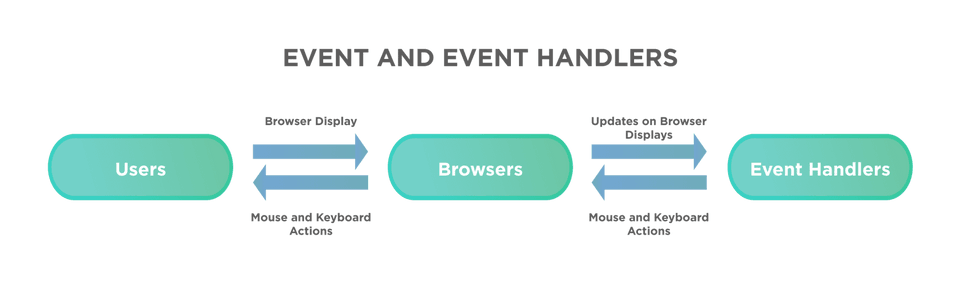 EVENT AND EVENT HANDLERS
Browser Display
Updates on Browser
Displays
Users
Browsers
Event Handlers
Mouse and Keyboard
Actions
Mouse and Keyboard
Actions